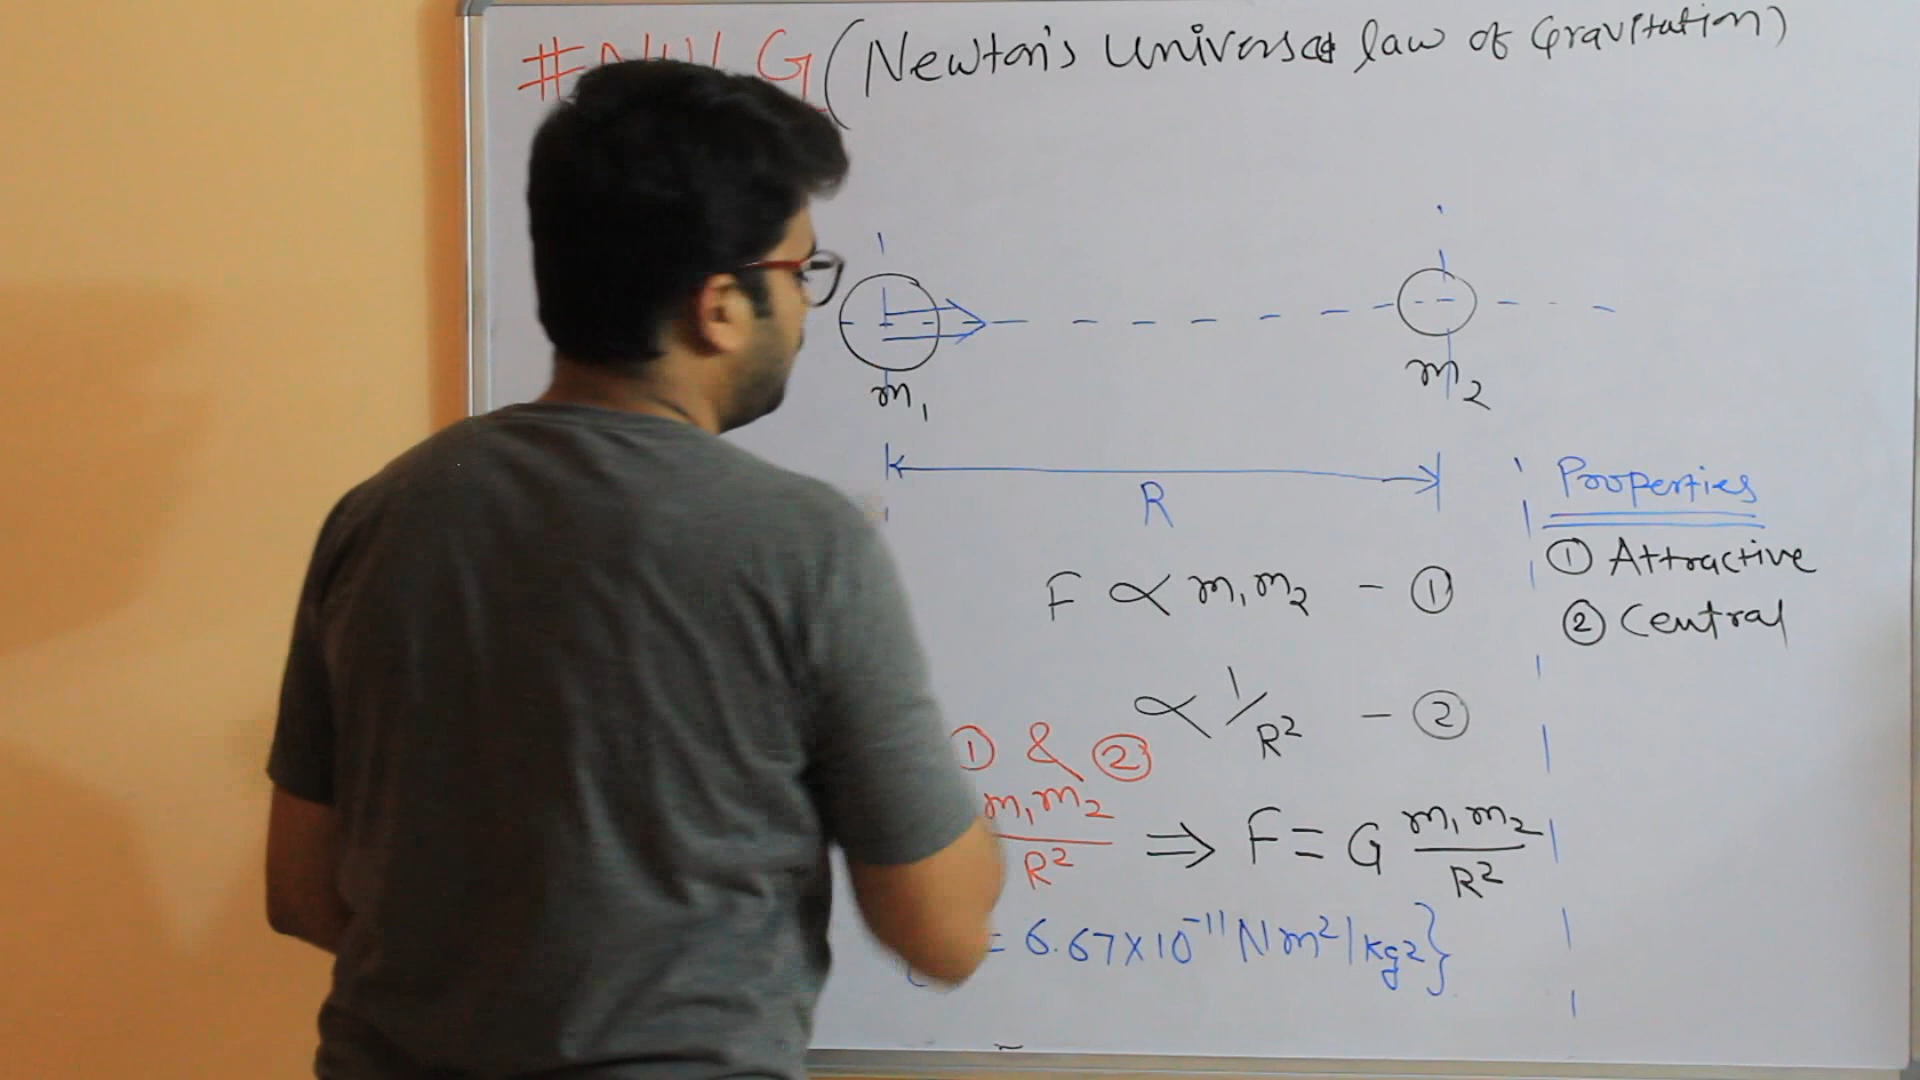 # G (Newton's Universal law of Gravitation)
m₁
m₂
R
Properties
① Attractive
② Central
F ∝ m₁m₂ - ①
∝ 1/R² - ②
① & ②
m₁m₂/R² ⇒ F = G m₁m₂/R²
= 6.67×10⁻¹¹ Nm²/kg2}